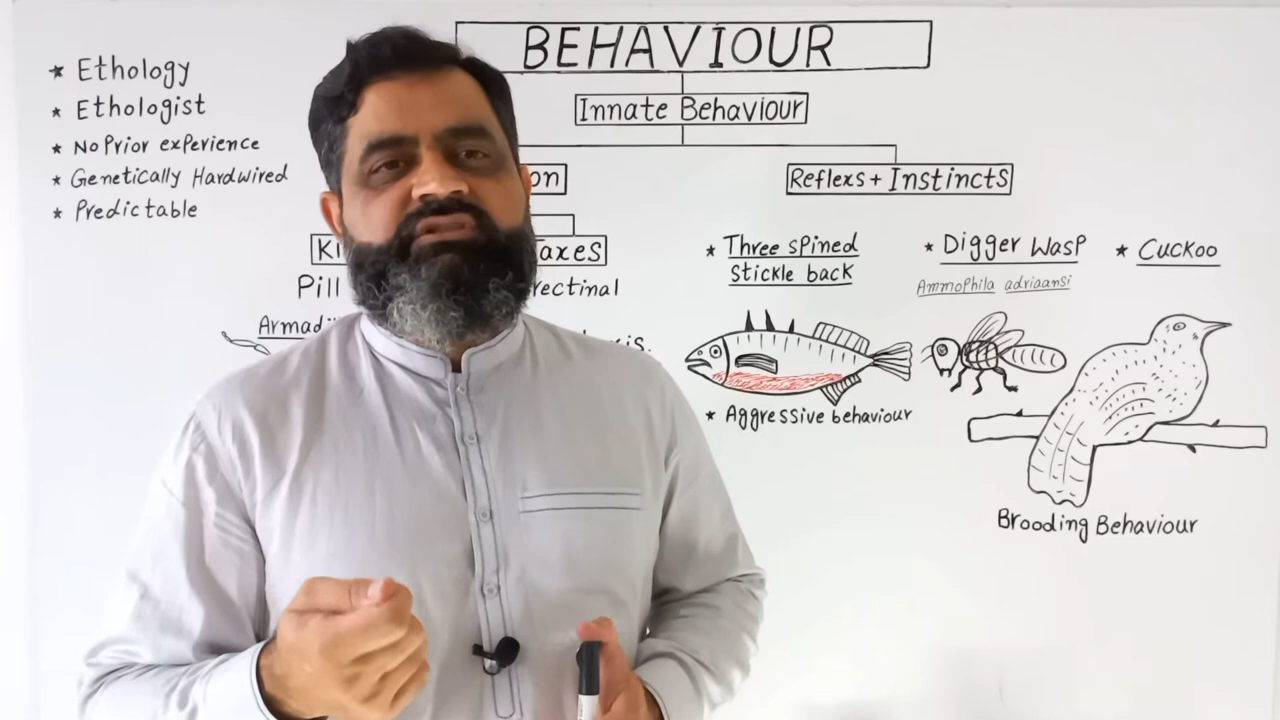 BEHAVIOUR
Innate Behaviour
★ Ethology
★ Ethologist
★ No Prior experience
★ Genetically Hardwired
★ Predictable
Reflexs + Instincts
Pill
★ Three spined
Stickle back
★ Aggressive behaviour
★ Digger Wasp
Ammophila adriaansi
★ Cuckoo
Brooding Behaviour